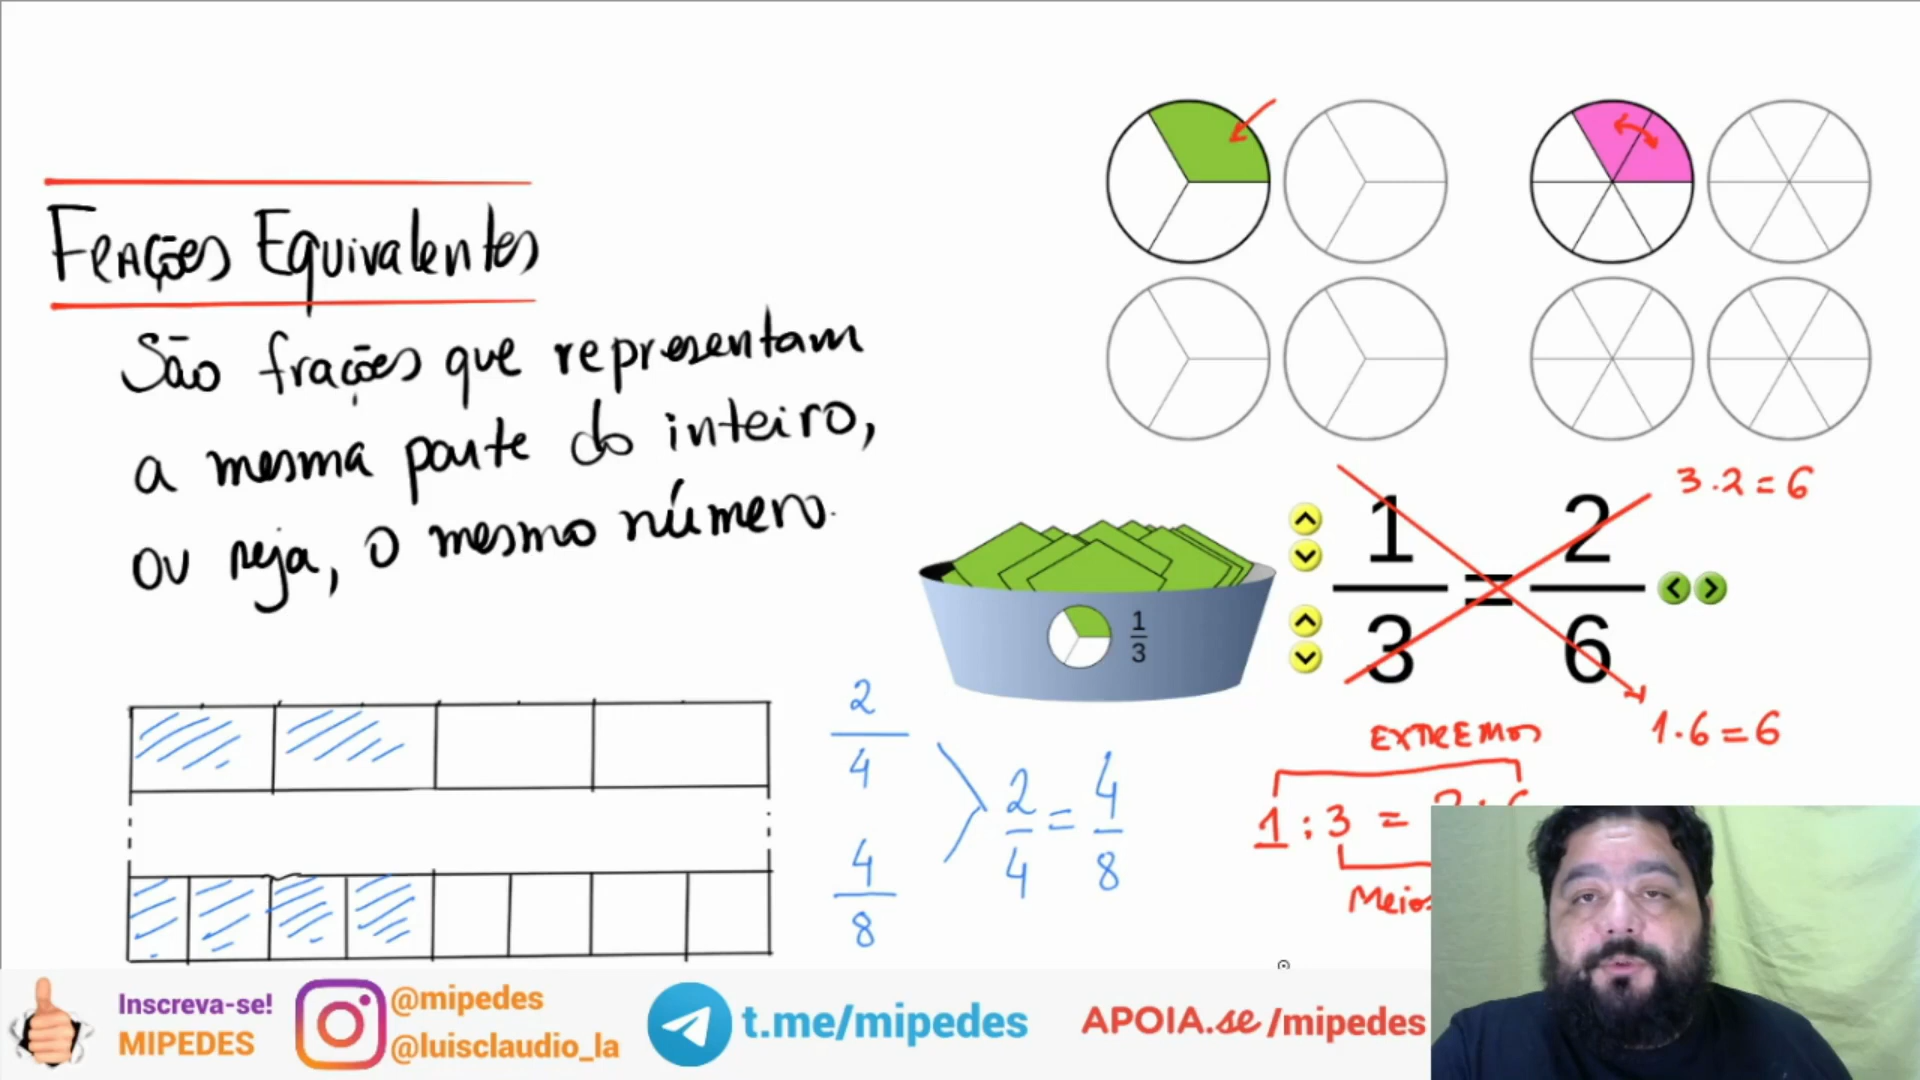 Frações Equivalentes
São frações que representam
a mesma parte do inteiro,
ou seja, o mesmo número.
1
3
1
3
=
2
6
3.2=6
1.6=6
2
4
4
8
2
4
=
4
8
EXTREMOS
1:3 =
Meios
Inscreva-se!
MIPEDES
@mipedes
@luisclaudio_la
t.me/mipedes
APOIA.se/mipedes